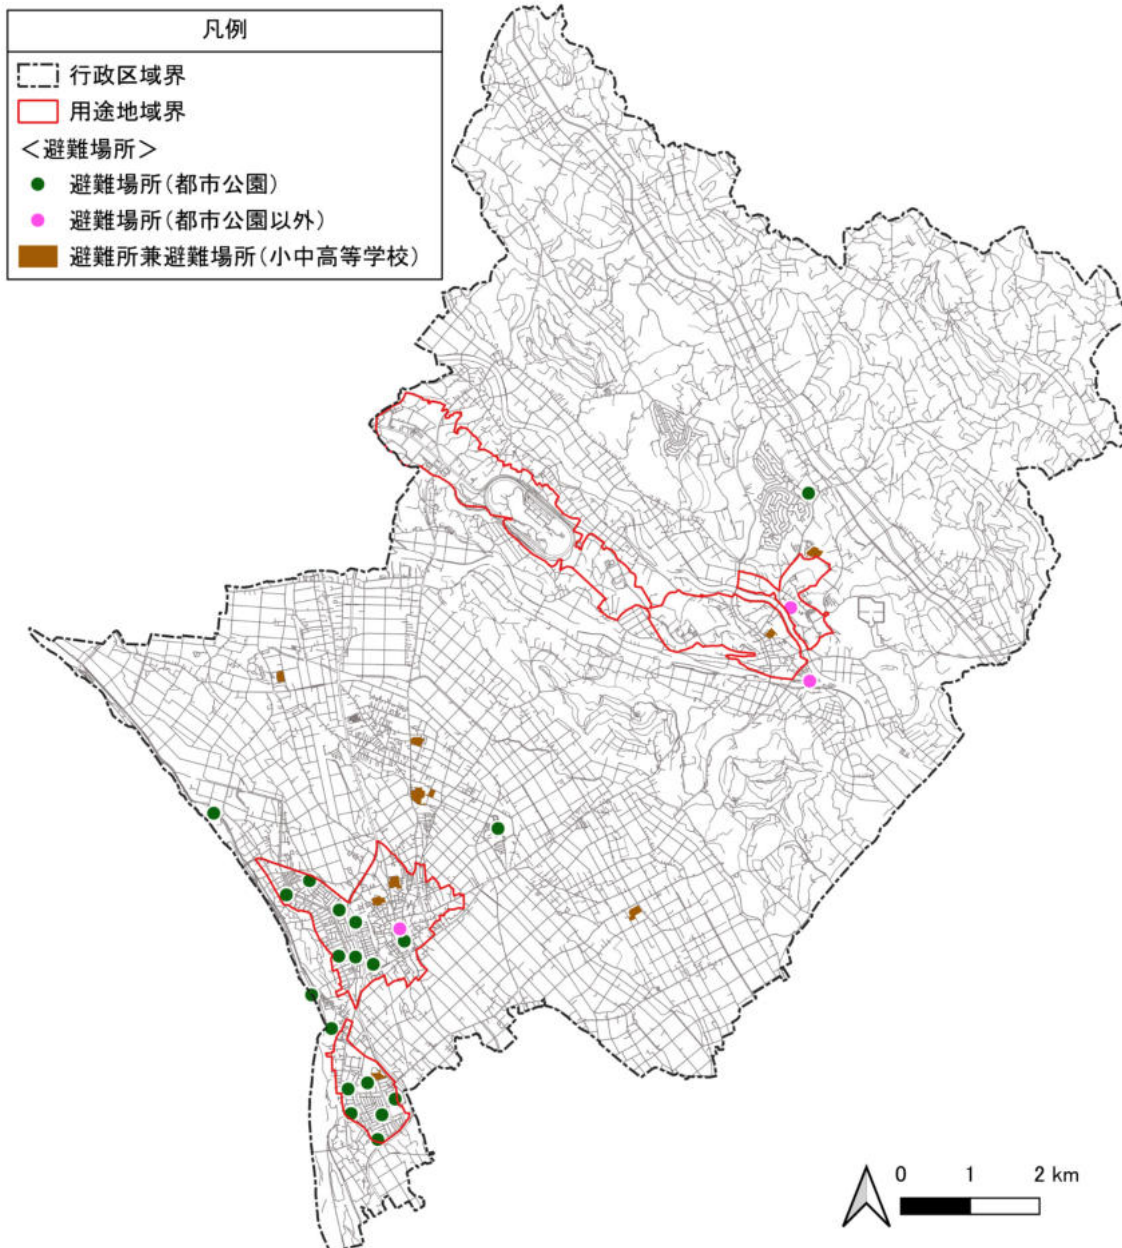 凡例
行政区域界
用途地域界
＜避難場所＞
避難場所（都市公園）
避難場所（都市公園以外）
避難所兼避難場所（小中高等学校）
0 1 2 km